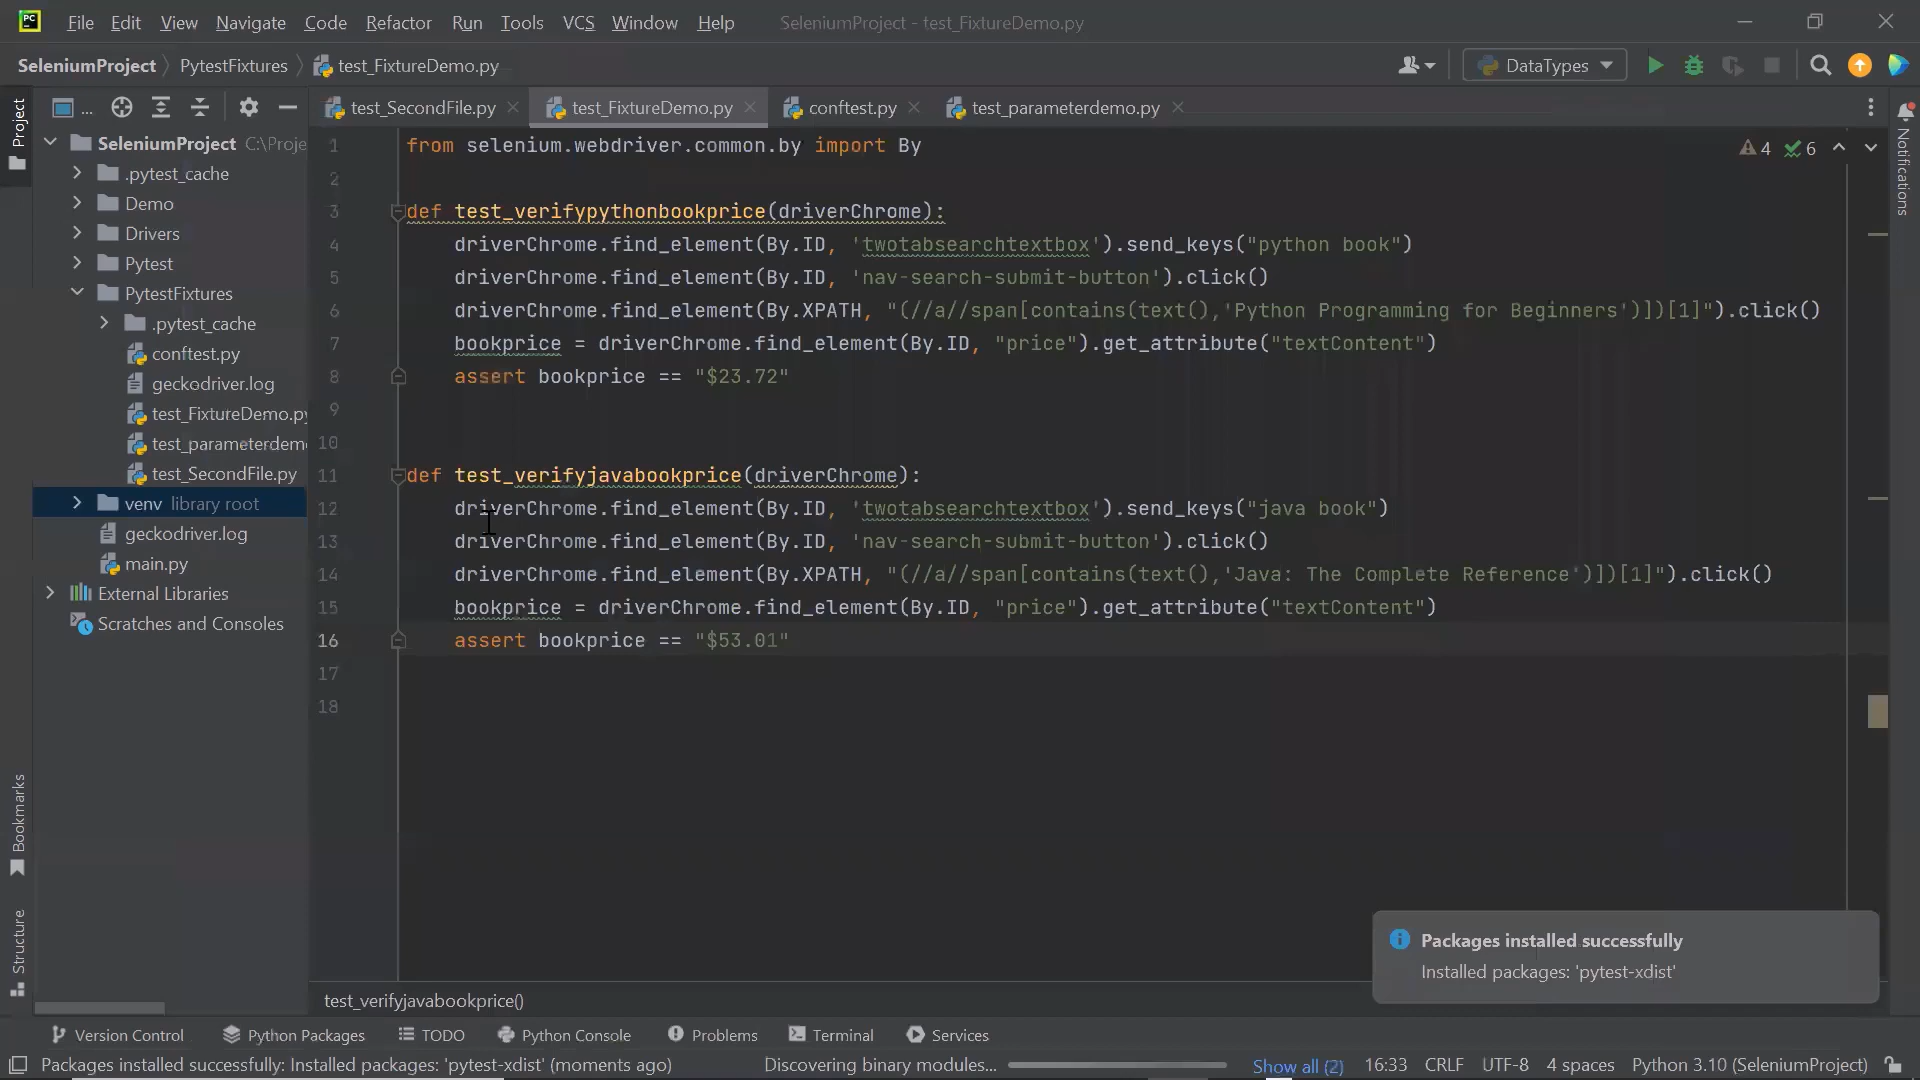 PC File Edit View Navigate Code Refactor Run Tools VCS Window Help SeleniumProject - test_FixtureDemo.py
SeleniumProject PytestFixtures test_FixtureDemo.py DataTypes
... test_SecondFile.py test_FixtureDemo.py conftest.py test_parameterdemo.py
Project
Notifications
SeleniumProject C:\Proje
.pytest_cache
Demo
Drivers
Pytest
PytestFixtures
.pytest_cache
conftest.py
geckodriver.log
test_FixtureDemo.py
test_parameterdemo
test_SecondFile.py
venv library root
geckodriver.log
main.py
External Libraries
Scratches and Consoles
Bookmarks
Structure
4 6
1 from selenium.webdriver.common.by import By
2
3 def test_verifypythonbookprice(driverChrome):
4 driverChrome.find_element(By.ID, 'twotabsearchtextbox').send_keys("python book")
5 driverChrome.find_element(By.ID, 'nav-search-submit-button').click()
6 driverChrome.find_element(By.XPATH, "(//a//span[contains(text(),'Python Programming for Beginners')])[1]").click()
7 bookprice = driverChrome.find_element(By.ID, "price").get_attribute("textContent")
8 assert bookprice == "$23.72"
9
10
11 def test_verifyjavabookprice(driverChrome):
12 driverChrome.find_element(By.ID, 'twotabsearchtextbox').send_keys("java book")
13 driverChrome.find_element(By.ID, 'nav-search-submit-button').click()
14 driverChrome.find_element(By.XPATH, "(//a//span[contains(text(),'Java: The Complete Reference')])[1]").click()
15 bookprice = driverChrome.find_element(By.ID, "price").get_attribute("textContent")
16 assert bookprice == "$53.01"
17
18
Packages installed successfully
Installed packages: 'pytest-xdist'
test_verifyjavabookprice()
Version Control Python Packages TODO Python Console Problems Terminal Services
Packages installed successfully: Installed packages: 'pytest-xdist' (moments ago) Discovering binary modules... Show all (2) 16:33 CRLF UTF-8 4 spaces Python 3.10 (SeleniumProject)